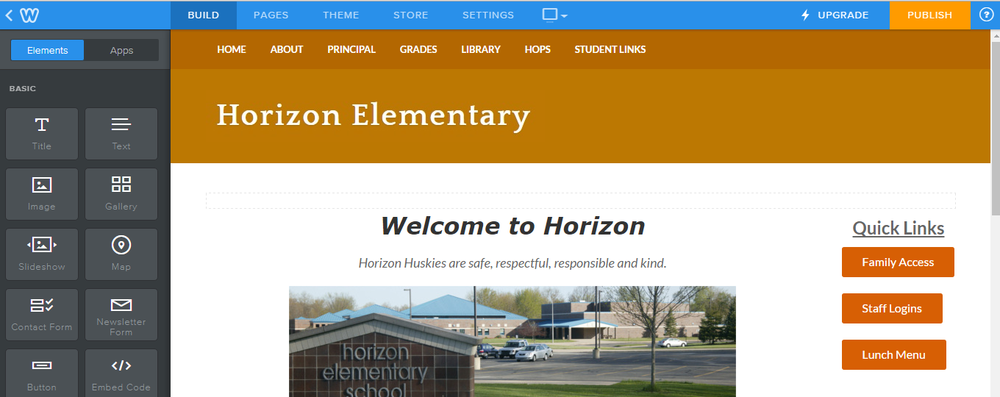 BUILD PAGES THEME STORE SETTINGS UPGRADE PUBLISH ?
Elements Apps
BASIC
Title Text
Image Gallery
Slideshow Map
Contact Form Newsletter
Form
Button Embed Code
HOME ABOUT PRINCIPAL GRADES LIBRARY HOPS STUDENT LINKS
Horizon Elementary
Welcome to Horizon
Horizon Huskies are safe, respectful, responsible and kind.
horizon
elementary
school
Quick Links
Family Access
Staff Logins
Lunch Menu